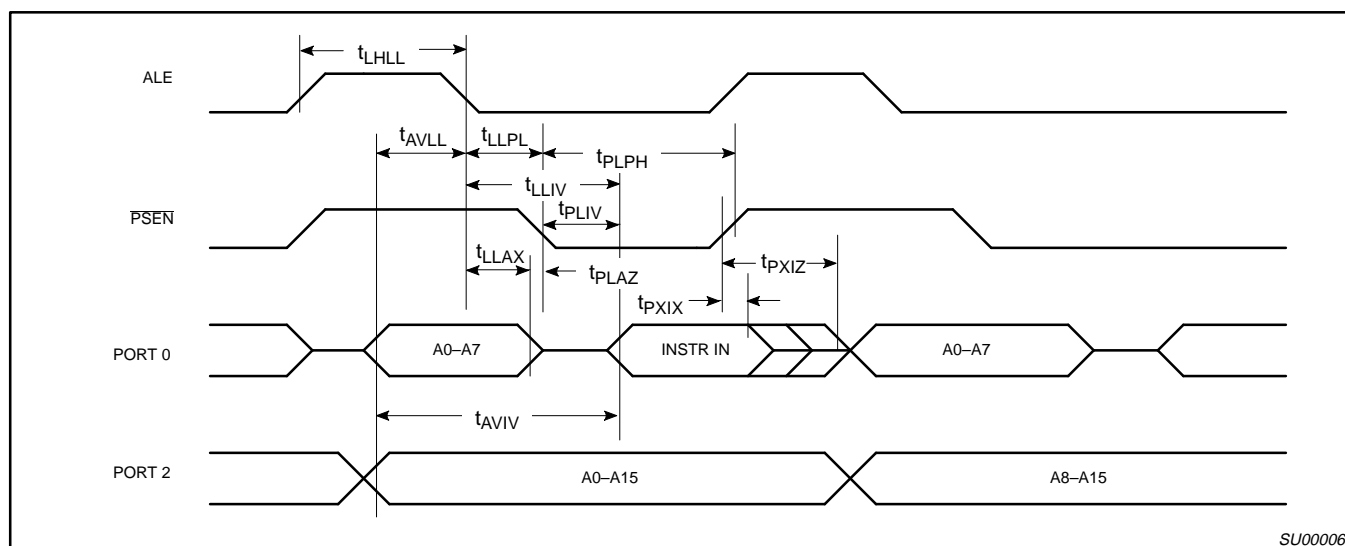 tLHLL
ALE
tAVLL tLLPL
tPLPH
tLLIV
PSEN
tPLIV
tLLAX
tPLAZ
tPXIZ
tPXIX
PORT 0
A0–A7
INSTR IN
A0–A7
tAVIV
PORT 2
A0–A15
A8–A15
SU00006